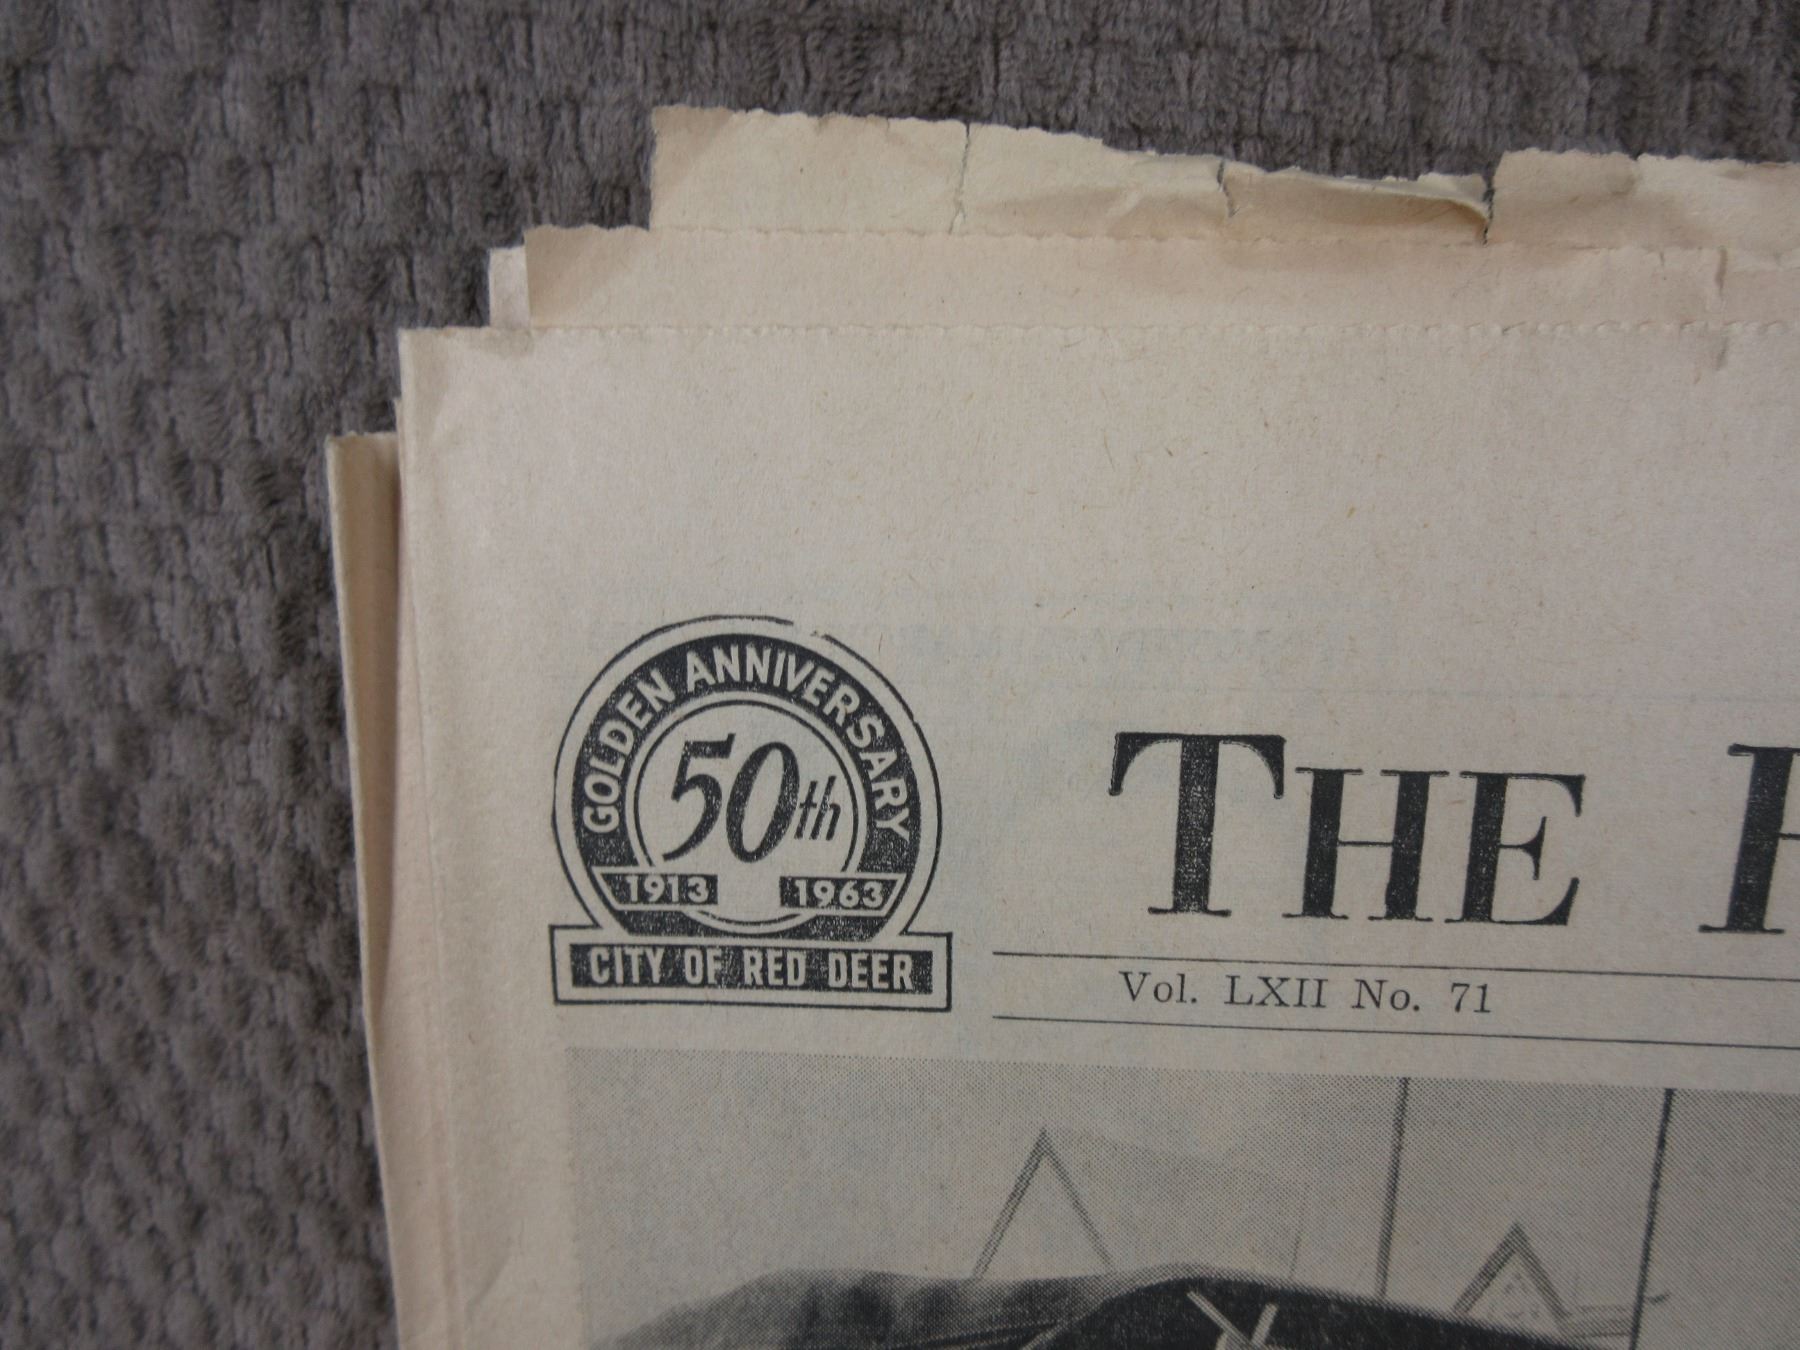 GOLDEN ANNIVERSARY
50th
1913 1963
CITY OF RED DEER
THE
Vol. LXII No. 71